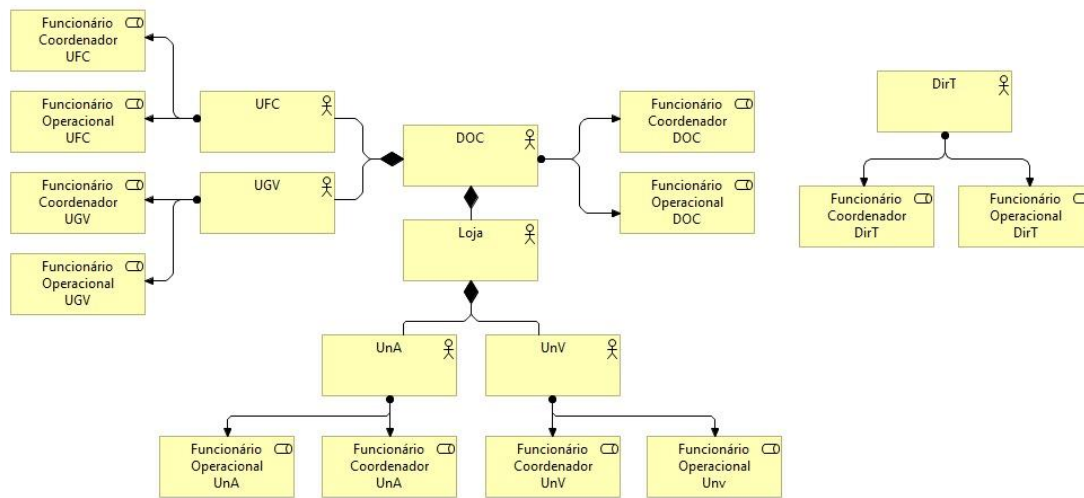 Funcionário
Coordenador
UFC
Funcionário
Operacional
UFC
UFC
Funcionário
Coordenador
UGV
UGV
Funcionário
Operacional
UGV
DOC
Funcionário
Coordenador
DOC
Funcionário
Operacional
DOC
Loja
DirT
Funcionário
Coordenador
DirT
Funcionário
Operacional
DirT
UnA
UnV
Funcionário
Operacional
UnA
Funcionário
Coordenador
UnA
Funcionário
Coordenador
UnV
Funcionário
Operacional
Unv